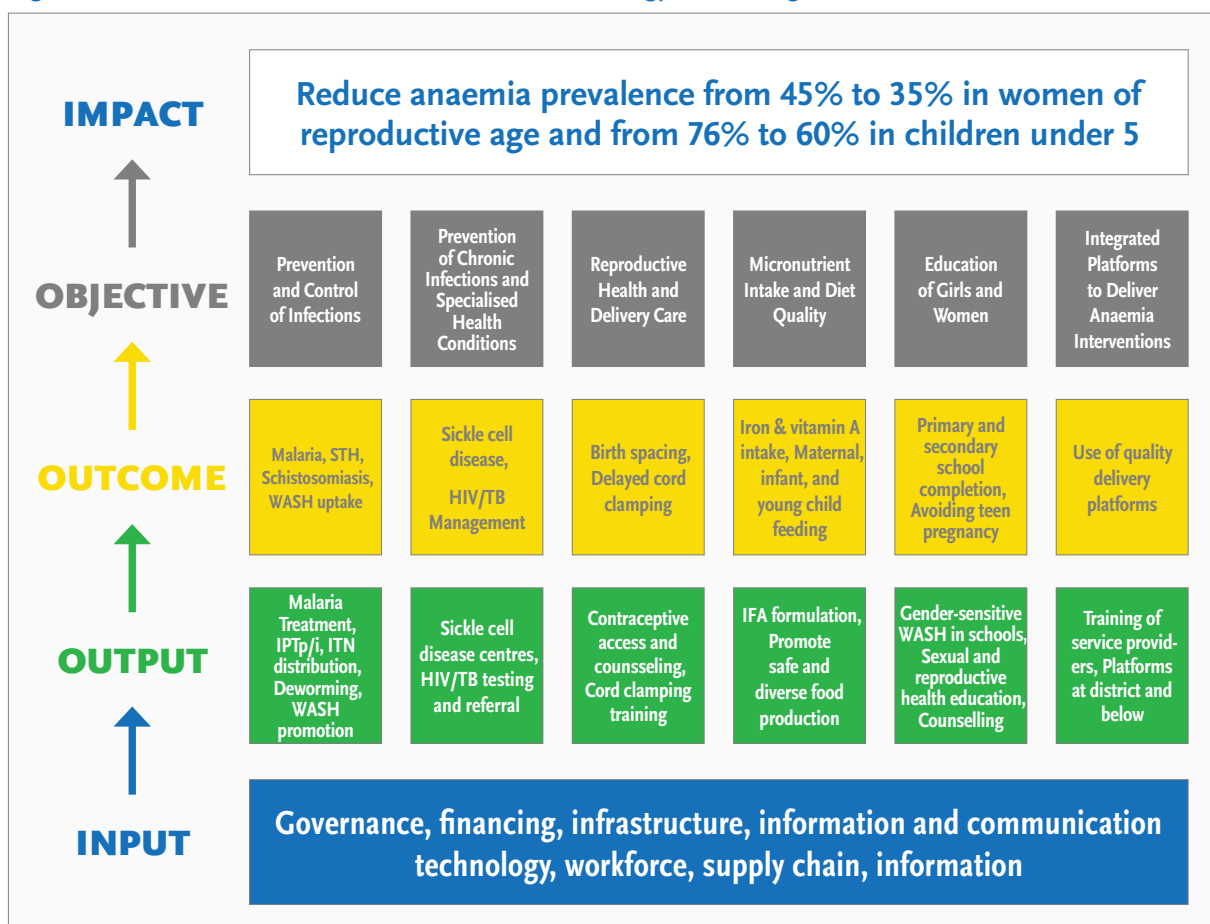 IMPACT
Reduce anaemia prevalence from 45% to 35% in women of
reproductive age and from 76% to 60% in children under 5
OBJECTIVE
Prevention
and Control
of Infections
Prevention
of Chronic
Infections and
Specialised
Health
Conditions
Reproductive
Health and
Delivery Care
Micronutrient
Intake and Diet
Quality
Education
of Girls and
Women
Integrated
Platforms
to Deliver
Anaemia
Interventions
OUTCOME
Malaria, STH,
Schistosomiasis,
WASH uptake
Sickle cell
disease,
HIV/TB
Management
Birth spacing,
Delayed cord
clamping
Iron & vitamin A
intake, Maternal,
infant, and
young child
feeding
Primary and
secondary
school
completion,
Avoiding teen
pregnancy
Use of quality
delivery
platforms
OUTPUT
Malaria
Treatment,
IPTp/i, ITN
distribution,
Deworming,
WASH
promotion
Sickle cell
disease centres,
HIV/TB testing
and referral
Contraceptive
access and
counsseling,
Cord clamping
training
IFA formulation,
Promote
safe and
diverse food
production
Gender-sensitive
WASH in schools,
Sexual and
reproductive
health education,
Counselling
Training of
service provid-
ers, Platforms
at district and
below
INPUT
Governance, financing, infrastructure, information and communication
technology, workforce, supply chain, information